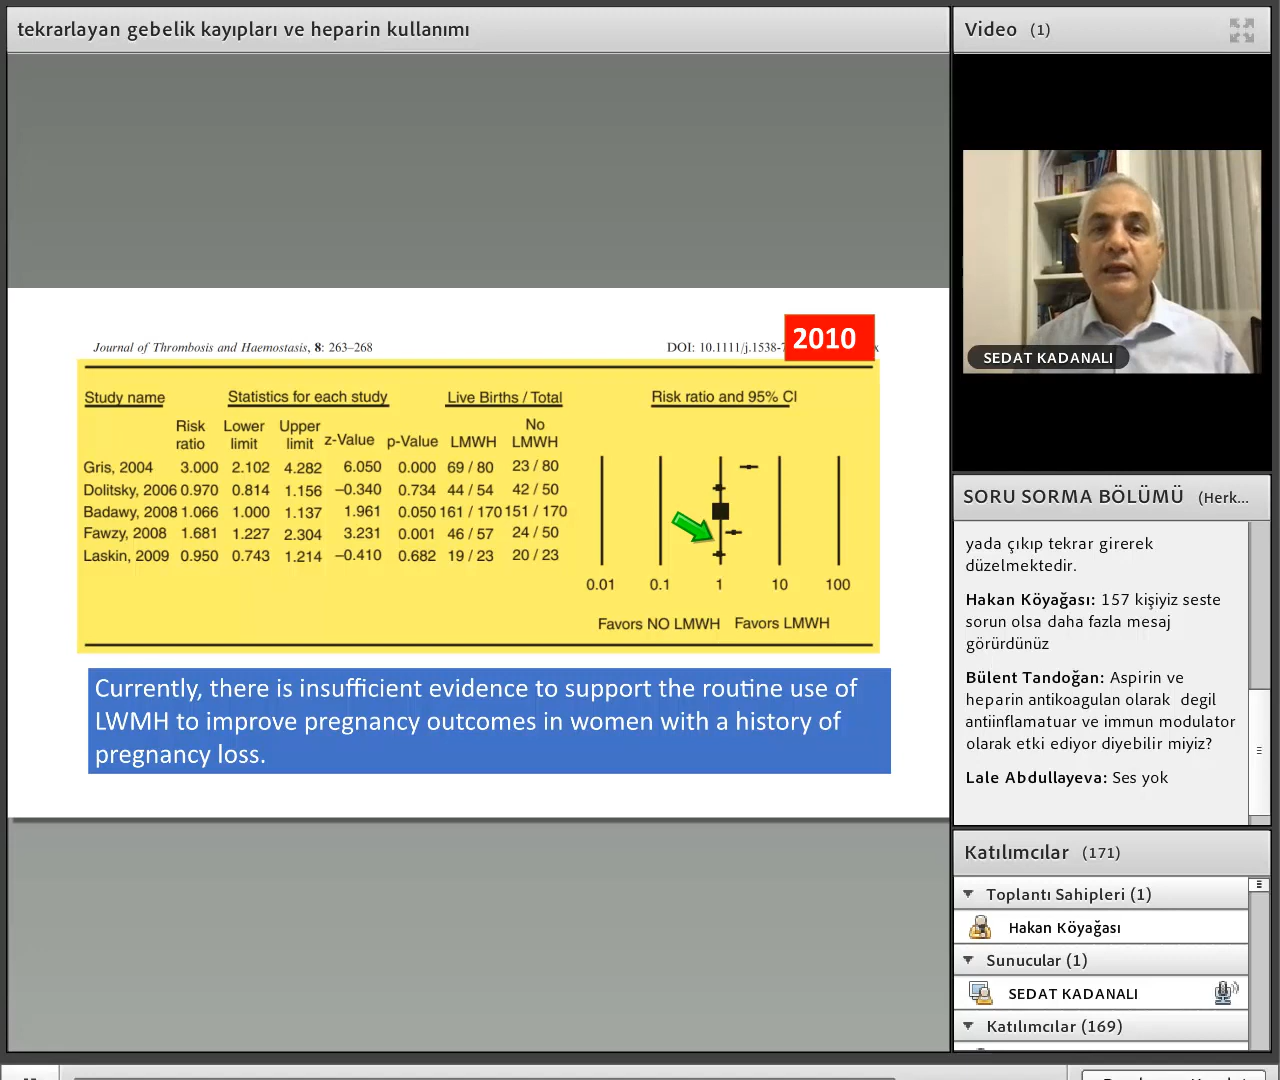 tekrarlayan gebelik kayıpları ve heparin kullanımı
Journal of Thrombosis and Haemostasis, 8: 263–268
DOI: 10.1111/j.1538-
2010
Study name
Statistics for each study
Live Births / Total
Risk ratio and 95% CI
Risk ratio
Lower limit
Upper limit
z-Value
p-Value
LMWH
No LMWH
Gris, 2004 3.000 2.102 4.282 6.050 0.000 69 / 80 23 / 80
Dolitsky, 2006 0.970 0.814 1.156 –0.340 0.734 44 / 54 42 / 50
Badawy, 2008 1.066 1.000 1.137 1.961 0.050 161 / 170 151 / 170
Fawzy, 2008 1.681 1.227 2.304 3.231 0.001 46 / 57 24 / 50
Laskin, 2009 0.950 0.743 1.214 –0.410 0.682 19 / 23 20 / 23
0.01 0.1 1 10 100
Favors NO LMWH Favors LMWH
Currently, there is insufficient evidence to support the routine use of
LWMH to improve pregnancy outcomes in women with a history of
pregnancy loss.
Video (1)
SEDAT KADANALI
SORU SORMA BÖLÜMÜ (Herk...
yada çıkıp tekrar girerek
düzelmektedir.
Hakan Köyağası: 157 kişiyiz seste
sorun olsa daha fazla mesaj
görürdünüz
Bülent Tandoğan: Aspirin ve
heparin antikoagulan olarak degil
antiinflamatuar ve immun modulator
olarak etki ediyor diyebilir miyiz?
Lale Abdullayeva: Ses yok
Katılımcılar (171)
Toplantı Sahipleri (1)
Hakan Köyağası
Sunucular (1)
SEDAT KADANALI
Katılımcılar (169)